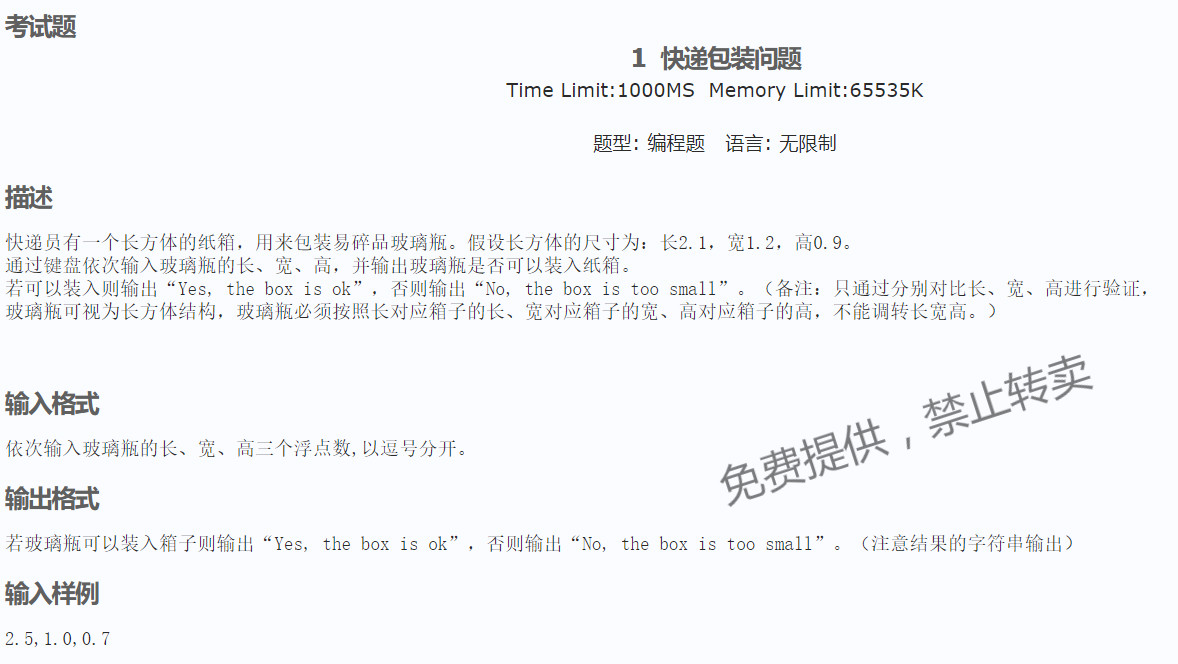 考试题
1 快递包装问题
Time Limit:1000MS Memory Limit:65535K
题型: 编程题 语言: 无限制
描述
快递员有一个长方体的纸箱，用来包装易碎品玻璃瓶。假设长方体的尺寸为：长2.1，宽1.2，高0.9。
通过键盘依次输入玻璃瓶的长、宽、高，并输出玻璃瓶是否可以装入纸箱。
若可以装入则输出“Yes, the box is ok”，否则输出“No, the box is too small”。（备注：只通过分别对比长、宽、高进行验证，
玻璃瓶可视为长方体结构，玻璃瓶必须按照长对应箱子的长、宽对应箱子的宽、高对应箱子的高，不能调转长宽高。）
输入格式
依次输入玻璃瓶的长、宽、高三个浮点数,以逗号分开。
免费提供，禁止转卖
输出格式
若玻璃瓶可以装入箱子则输出“Yes, the box is ok”，否则输出“No, the box is too small”。（注意结果的字符串输出）
输入样例
2.5,1.0,0.7